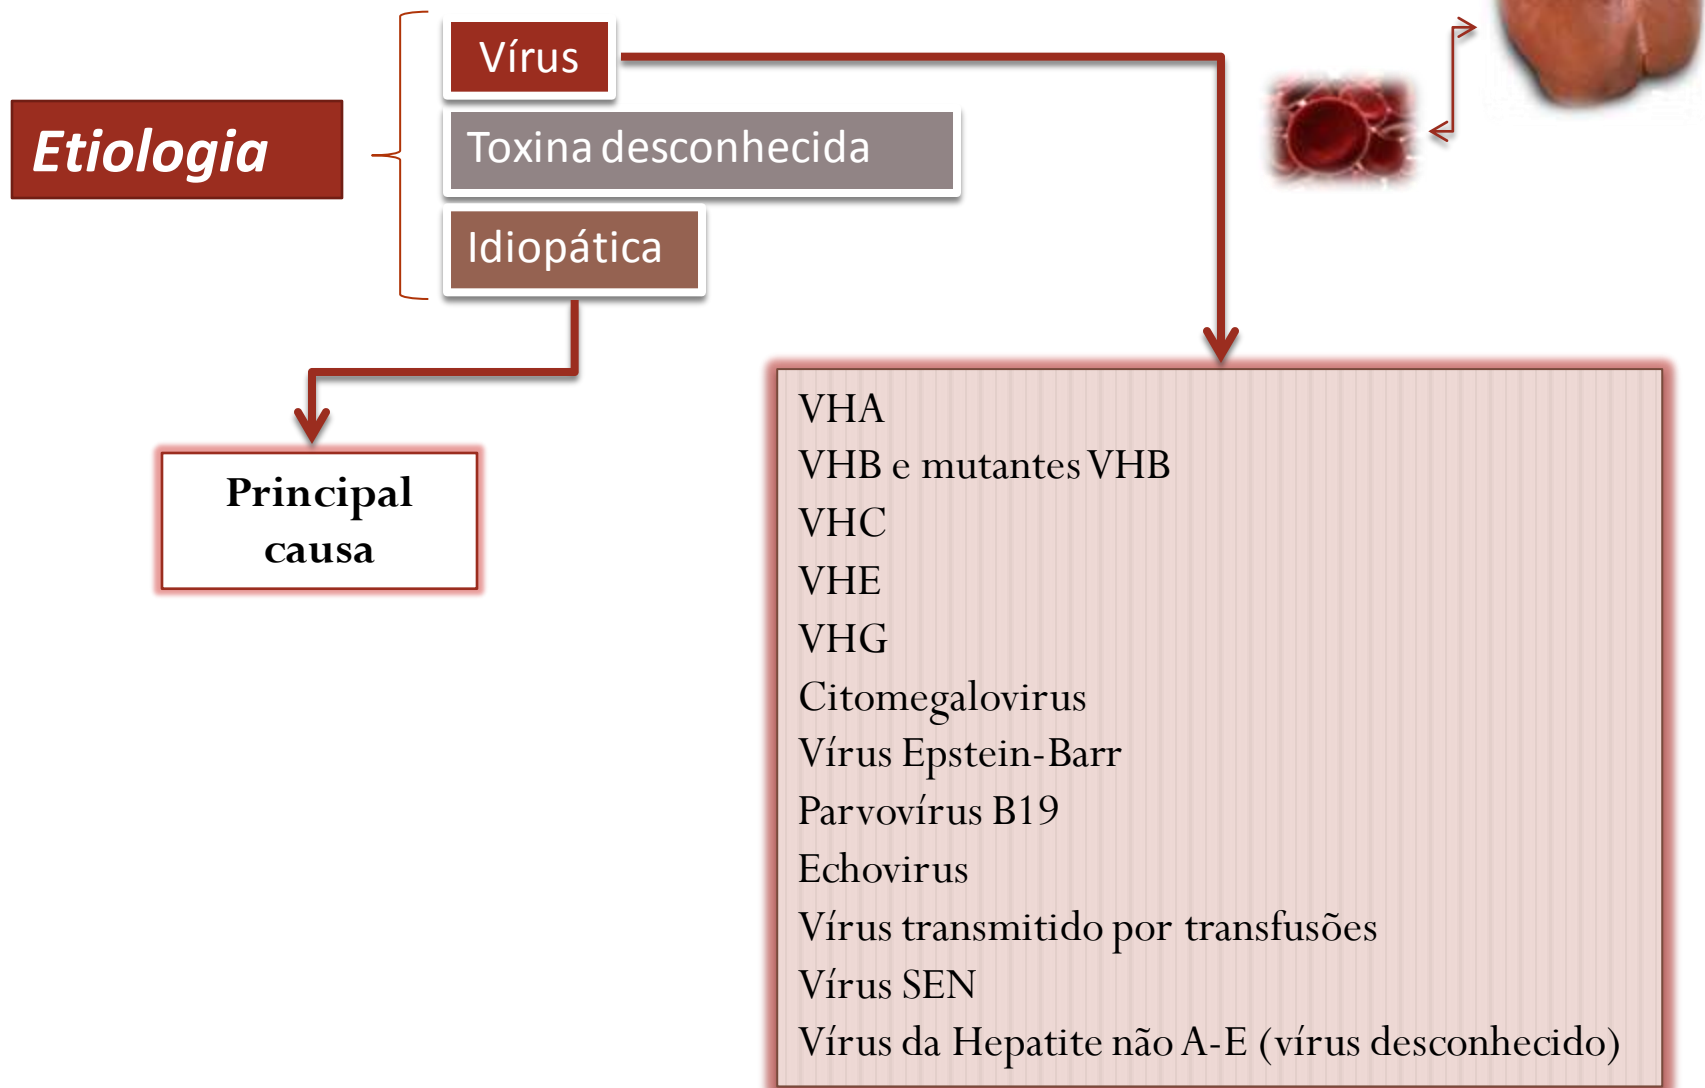 Vírus
Etiologia
Toxina desconhecida
Idiopática
Principal
causa
VHA
VHB e mutantes VHB
VHC
VHE
VHG
Citomegalovirus
Vírus Epstein-Barr
Parvovírus B19
Echovirus
Vírus transmitido por transfusões
Vírus SEN
Vírus da Hepatite não A-E (vírus desconhecido)